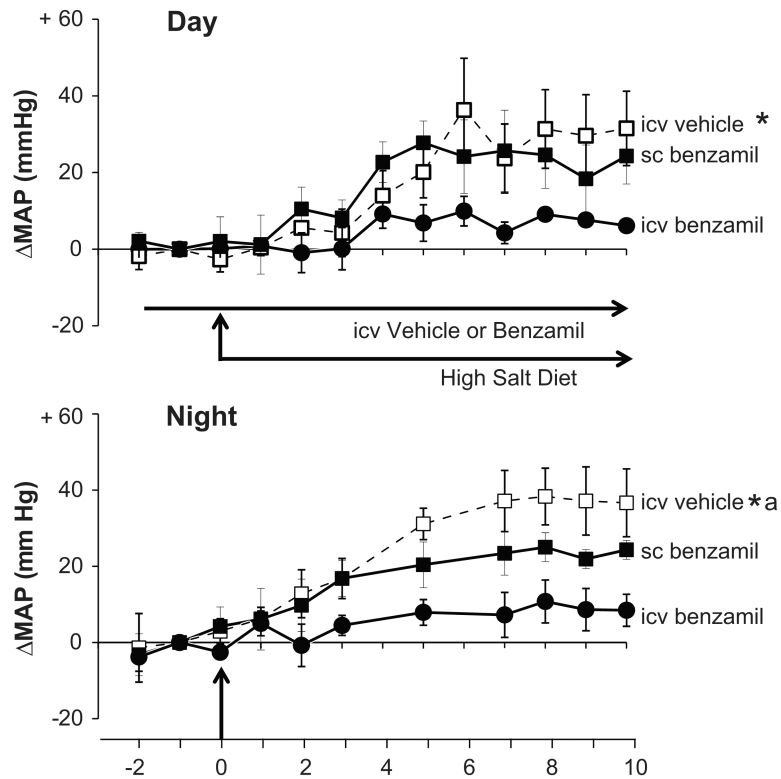 + 60
Day
40
icv vehicle *
sc benzamil
20
icv benzamil
0
-20
ΔMAP (mmHg)
icv Vehicle or Benzamil
High Salt Diet
+ 60
Night
40
icv vehicle *a
sc benzamil
20
icv benzamil
0
-20
ΔMAP (mm Hg)
-2 0 2 4 6 8 10